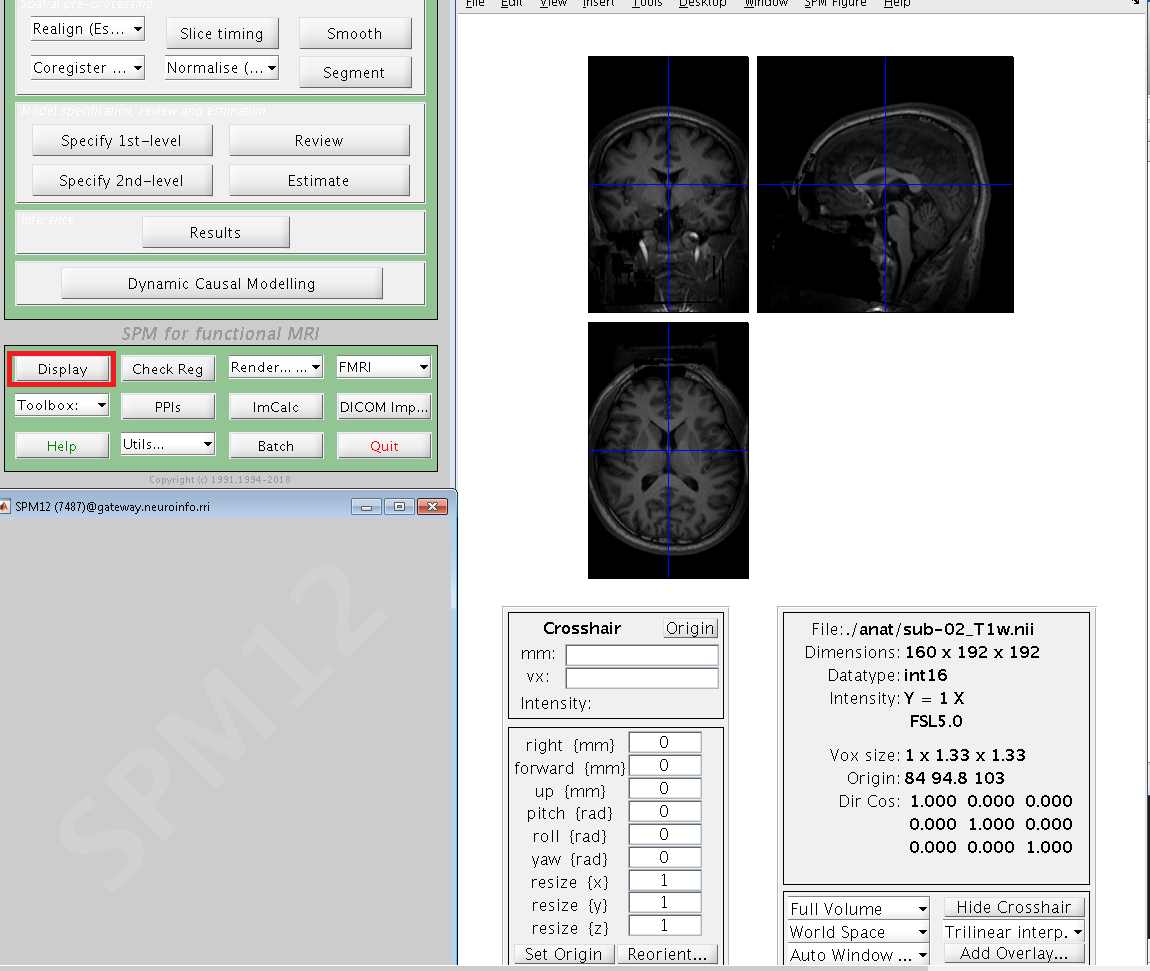 Spatial pre-processing
Realign (Es...
Slice timing
Smooth
Coregister ...
Normalise (...
Segment
Model specification, review and estimation
Specify 1st-level
Review
Specify 2nd-level
Estimate
Inference
Results
Dynamic Causal Modelling
SPM for functional MRI
Display
Check Reg
Render... ...
FMRI
Toolbox:
PPIs
ImCalc
DICOM Imp...
Help
Utils...
Batch
Quit
Copyright (c) 1991,1994-2018
SPM12 (7487)@gateway.neuroinfo.rri
SPM12
File Edit View Insert Tools Desktop Window SPM Figure Help
Crosshair
Origin
mm:
vx:
Intensity:
right {mm} 0
forward {mm} 0
up {mm} 0
pitch {rad} 0
roll {rad} 0
yaw {rad} 0
resize {x} 1
resize {y} 1
resize {z} 1
Set Origin
Reorient...
File: ./anat/sub-02_T1w.nii
Dimensions: 160 x 192 x 192
Datatype: int16
Intensity: Y = 1 X
FSL5.0
Vox size: 1 x 1.33 x 1.33
Origin: 84 94.8 103
Dir Cos: 1.000 0.000 0.000
0.000 1.000 0.000
0.000 0.000 1.000
Full Volume
Hide Crosshair
World Space
Trilinear interp.
Auto Window ...
Add Overlay...